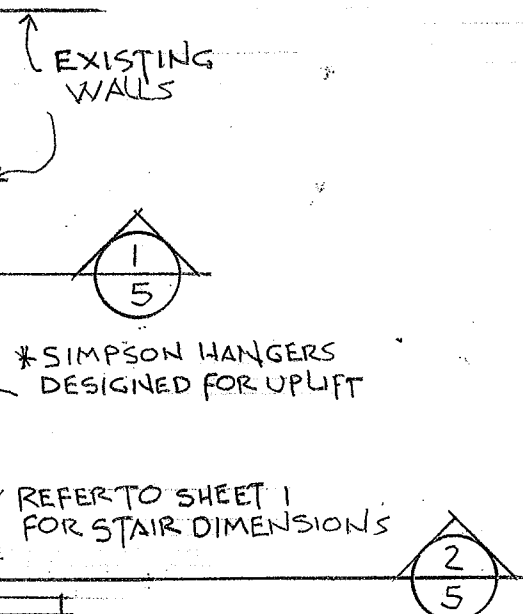 EXISTING
WALLS
1
5
*SIMPSON HANGERS
DESIGNED FOR UPLIFT
REFER TO SHEET 1
FOR STAIR DIMENSIONS
2
5